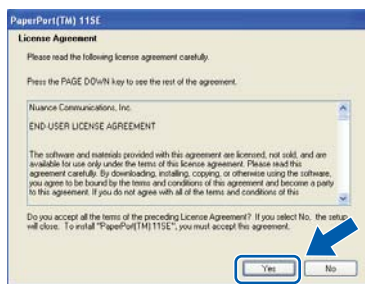 PaperPort(TM) 11SE
License Agreement
Please read the following license agreement carefully.
Press the PAGE DOWN key to see the rest of the agreement.
Nuance Communications, Inc.
END-USER LICENSE AGREEMENT
The software and materials provided with this agreement are licensed, not sold, and are
available for use only under the terms of this license agreement. Please read this
agreement carefully. By downloading, installing, copying, or otherwise using the software,
you agree to be bound by the terms and conditions of this agreement and become a party
to this agreement. If you do not agree with all of the terms and conditions of this
Do you accept all the terms of the preceding License Agreement? If you select No, the setup
will close. To install "PaperPort(TM) 11SE", you must accept this agreement.
Yes
No